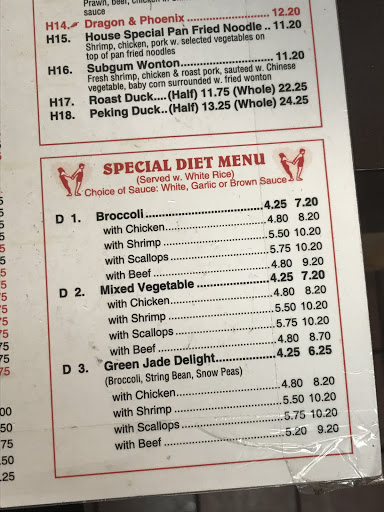 Prawn, beef, chicken
sauce
H14. Dragon & Phoenix 12.20
H15. House Special Pan Fried Noodle .. 11.20
Shrimp, chicken, pork w. selected vegetables on
top of pan fried noodles
H16. Subgum Wonton 11.20
Fresh shrimp, chicken & roast pork, sauteed w. Chinese
vegetable, baby corn surrounded w. fried wonton
H17. Roast Duck....(Half) 11.75 (Whole) 22.25
H18. Peking Duck..(Half) 13.25 (Whole) 24.25
SPECIAL DIET MENU
(Served w. White Rice)
Choice of Sauce: White, Garlic or Brown Sauce
D 1. Broccoli 4.25 7.20
with Chicken 4.80 8.20
with Shrimp 5.50 10.20
with Scallops 5.75 10.20
with Beef 4.80 9.20
D 2. Mixed Vegetable 4.25 7.20
with Chicken 4.80 8.20
with Shrimp 5.50 10.20
with Scallops 5.75 10.20
with Beef 4.80 8.70
D 3. Green Jade Delight 4.25 6.25
(Broccoli, String Bean, Snow Peas)
with Chicken 4.80 8.20
with Shrimp 5.50 10.20
with Scallops 5.75 10.20
with Beef 5.20 9.20